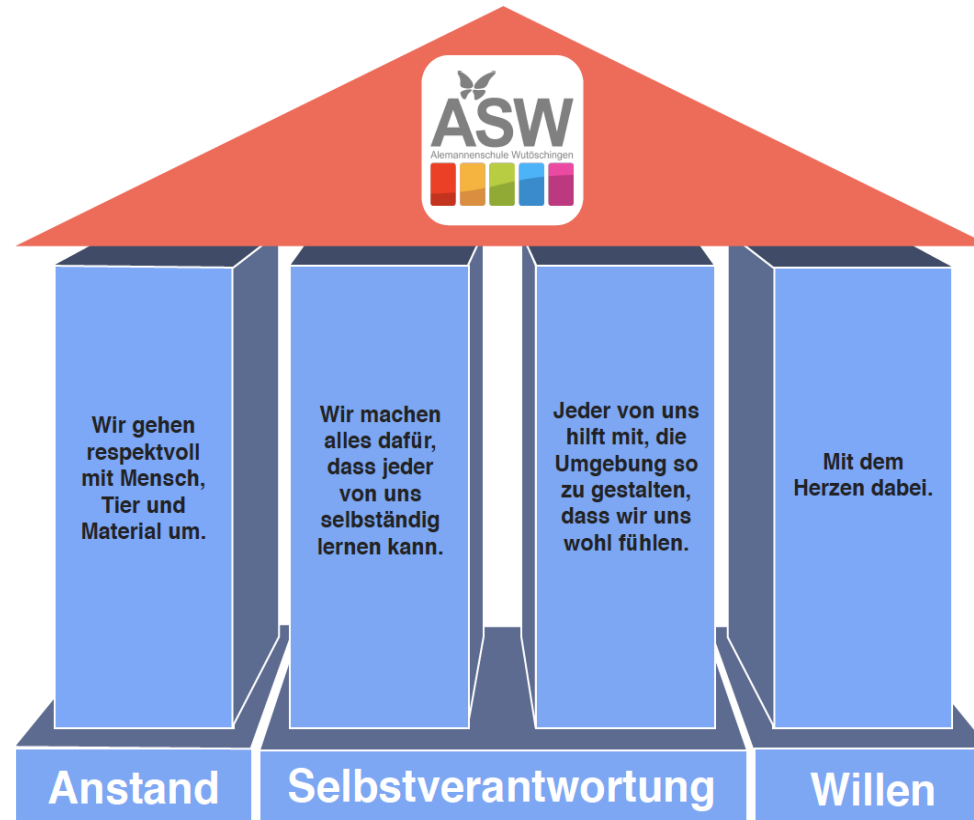 ASW
Alemannenschule Wutöschingen
Wir gehen
respektvoll
mit Mensch,
Tier und
Material um.
Wir machen
alles dafür,
dass jeder
von uns
selbständig
lernen kann.
Jeder von uns
hilft mit, die
Umgebung so
zu gestalten,
dass wir uns
wohl fühlen.
Mit dem
Herzen dabei.
Anstand
Selbstverantwortung
Willen